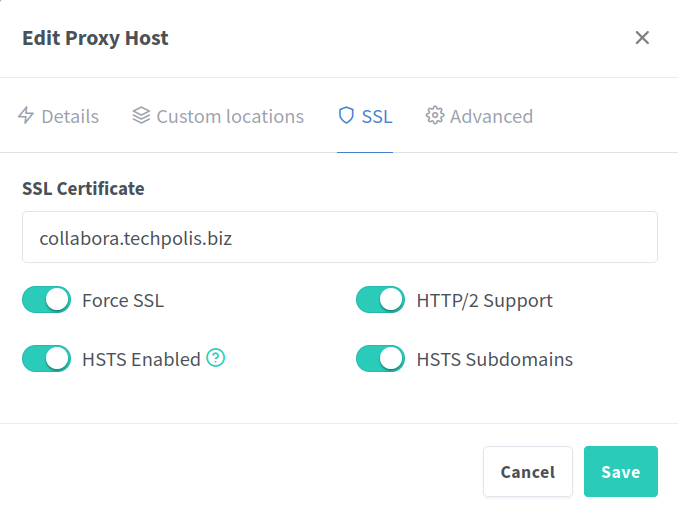 Edit Proxy Host
Details Custom locations SSL Advanced
SSL Certificate
collabora.techpolis.biz
Force SSL HTTP/2 Support
HSTS Enabled ? HSTS Subdomains
Cancel Save